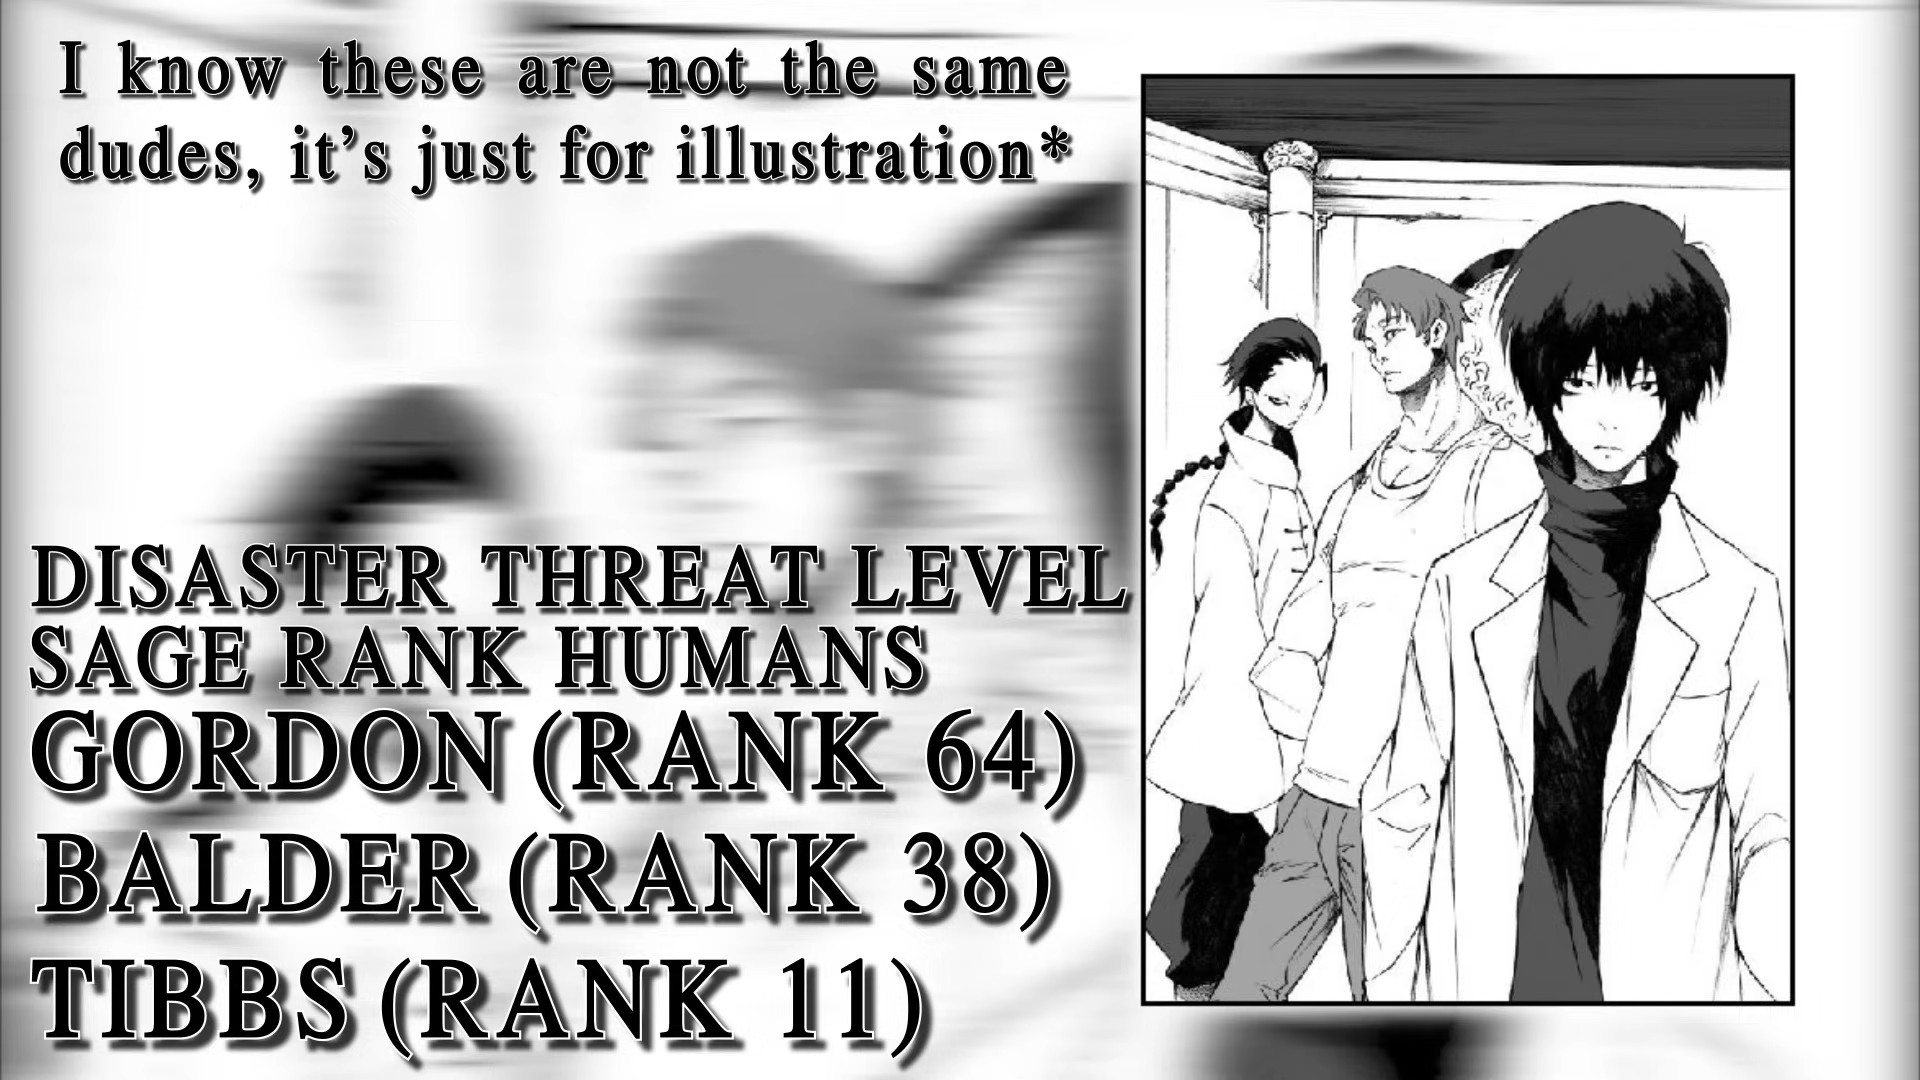 I know these are not the same
dudes, it’s just for illustration*
DISASTER THREAT LEVEL
SAGE RANK HUMANS
GORDON (RANK 64)
BALDER (RANK 38)
TIBBS (RANK 11)